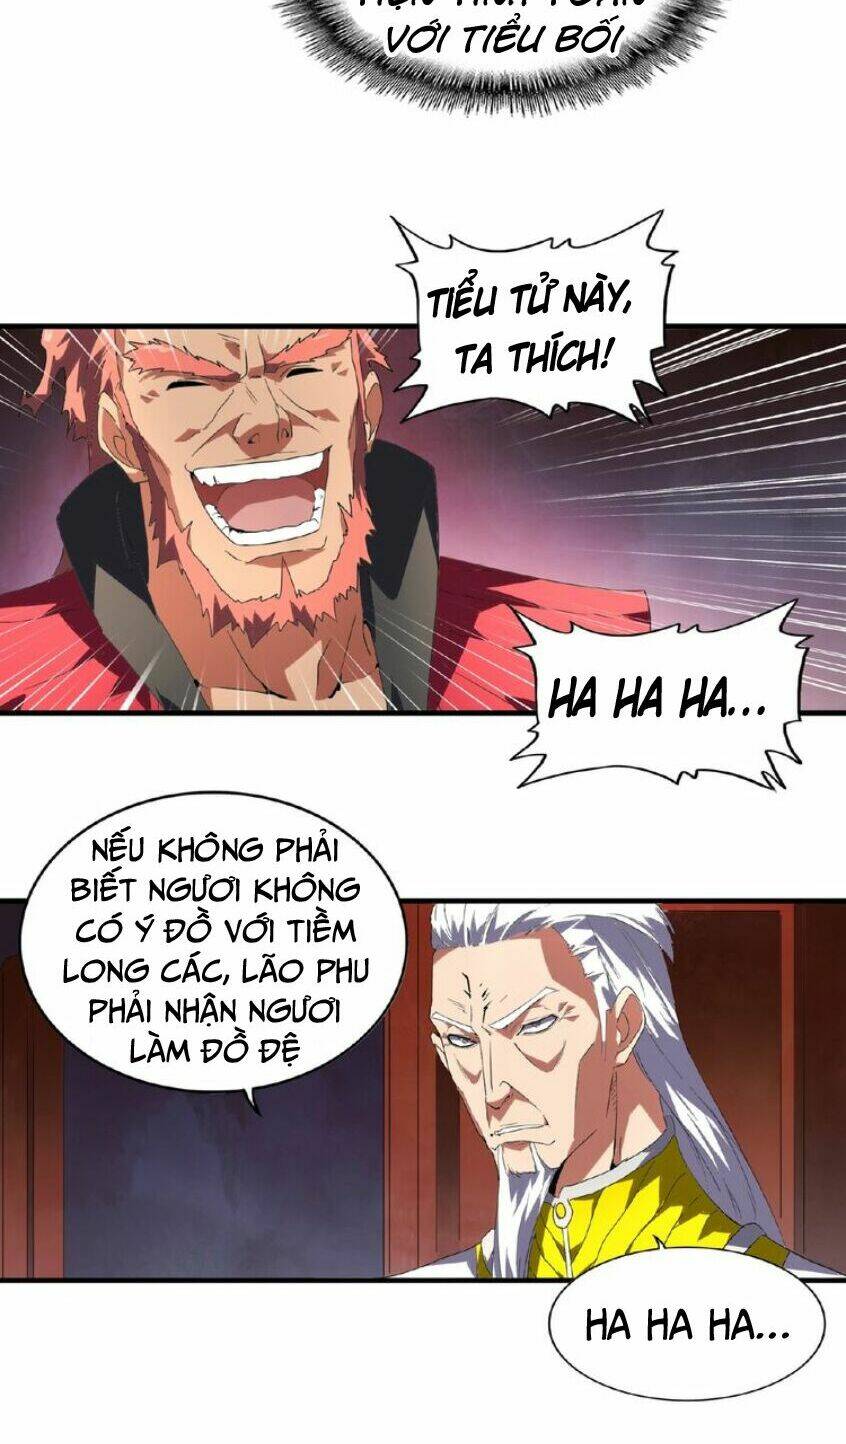 VỚI TIỂU BỐI
TIỂU TỬ NÀY,
TA THÍCH!
HA HA HA...
NẾU KHÔNG PHẢI
BIẾT NGƯƠI KHÔNG
CÓ Ý ĐỒ VỚI TIỀM
LONG CÁC, LÃO PHU
PHẢI NHẬN NGƯƠI
LÀM ĐỒ ĐỆ
HA HA HA...